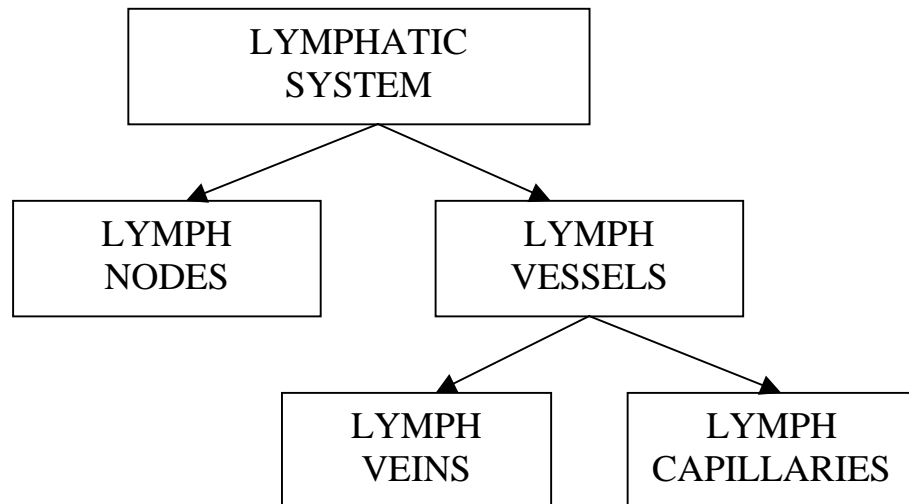 LYMPHATIC
SYSTEM
LYMPH
NODES
LYMPH
VESSELS
LYMPH
VEINS
LYMPH
CAPILLARIES